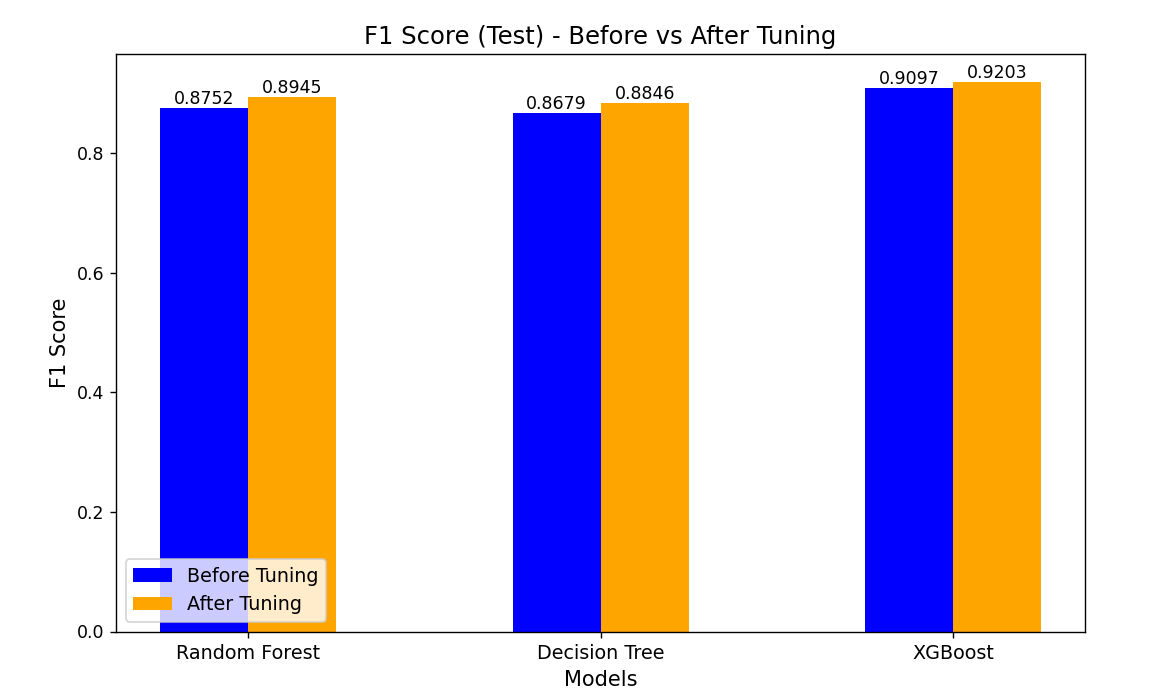 F1 Score (Test) - Before vs After Tuning
0.8752
0.8945
0.8679
0.8846
0.9097
0.9203
0.8
0.6
0.4
0.2
0.0
F1 Score
Before Tuning
After Tuning
Random Forest
Decision Tree
XGBoost
Models